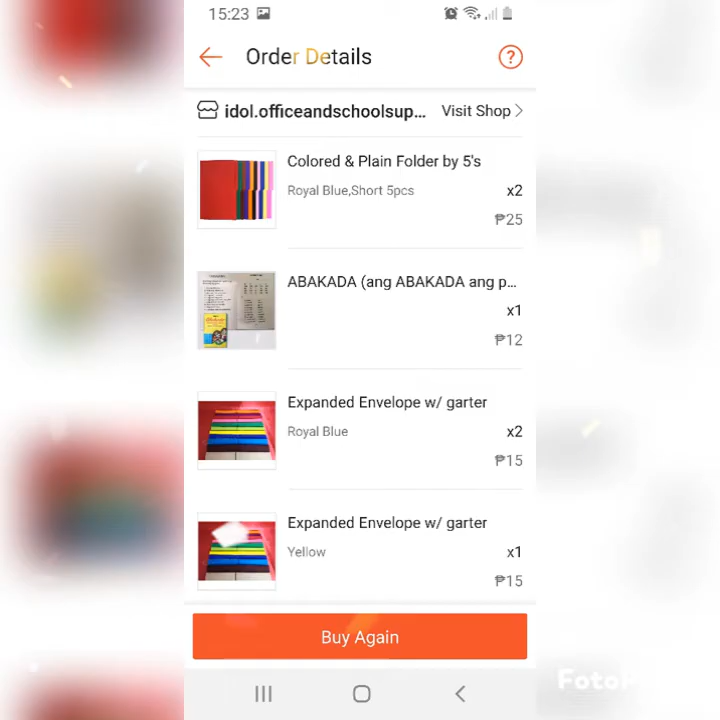 15:23
Order Details
?
idol.officeandschoolsup... Visit Shop
Colored & Plain Folder by 5's
Royal Blue,Short 5pcs x2
₱25
ABAKADA (ang ABAKADA ang p...
x1
₱12
Expanded Envelope w/ garter
Royal Blue x2
₱15
Expanded Envelope w/ garter
Yellow x1
₱15
Buy Again